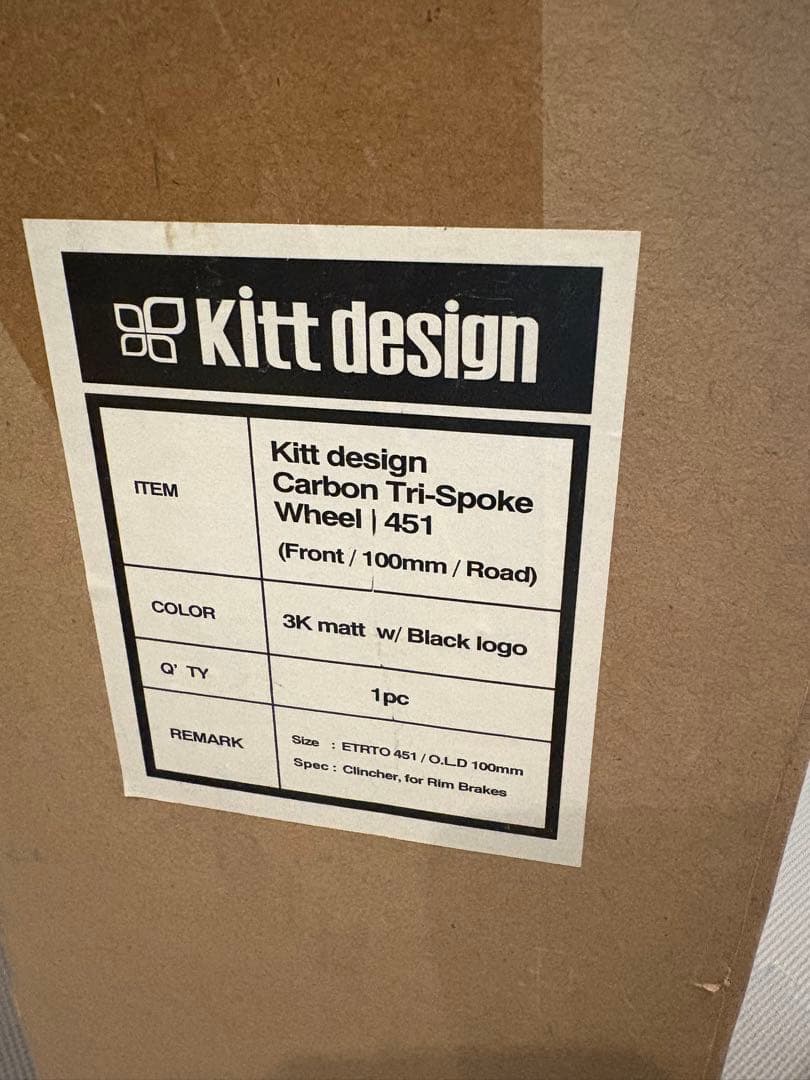 Kitt design
ITEM
Kitt design
Carbon Tri-Spoke
Wheel | 451
(Front / 100mm / Road)
COLOR
3K matt w/ Black logo
Q' TY
1pc
REMARK
Size : ETRTO 451 / O.L.D 100mm
Spec : Clincher, for Rim Brakes